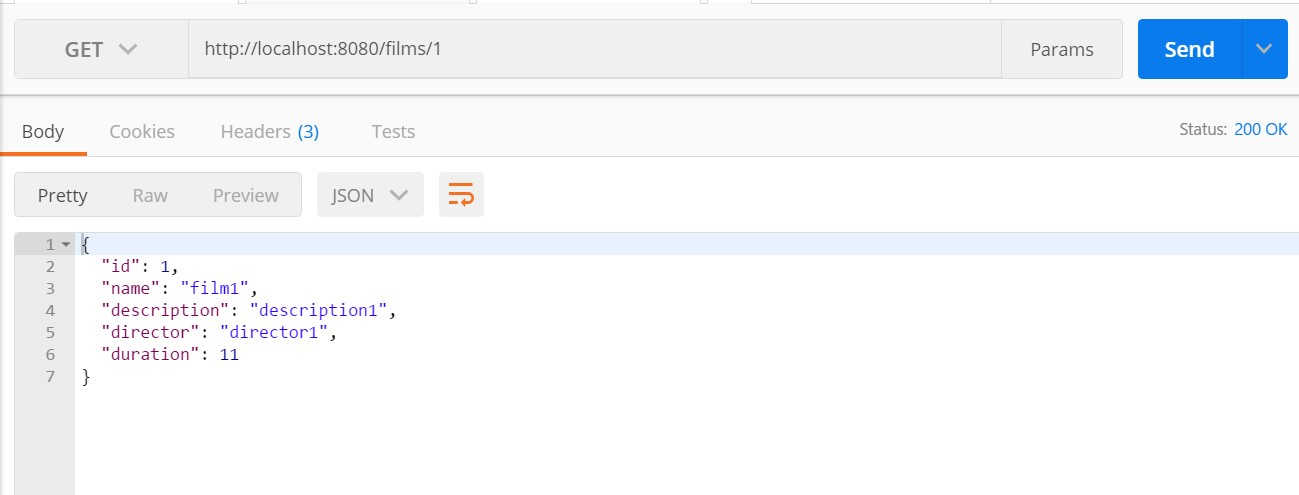 GET http://localhost:8080/films/1 Params Send
Body Cookies Headers (3) Tests Status: 200 OK
Pretty Raw Preview JSON
1 {
2 "id": 1,
3 "name": "film1",
4 "description": "description1",
5 "director": "director1",
6 "duration": 11
7 }